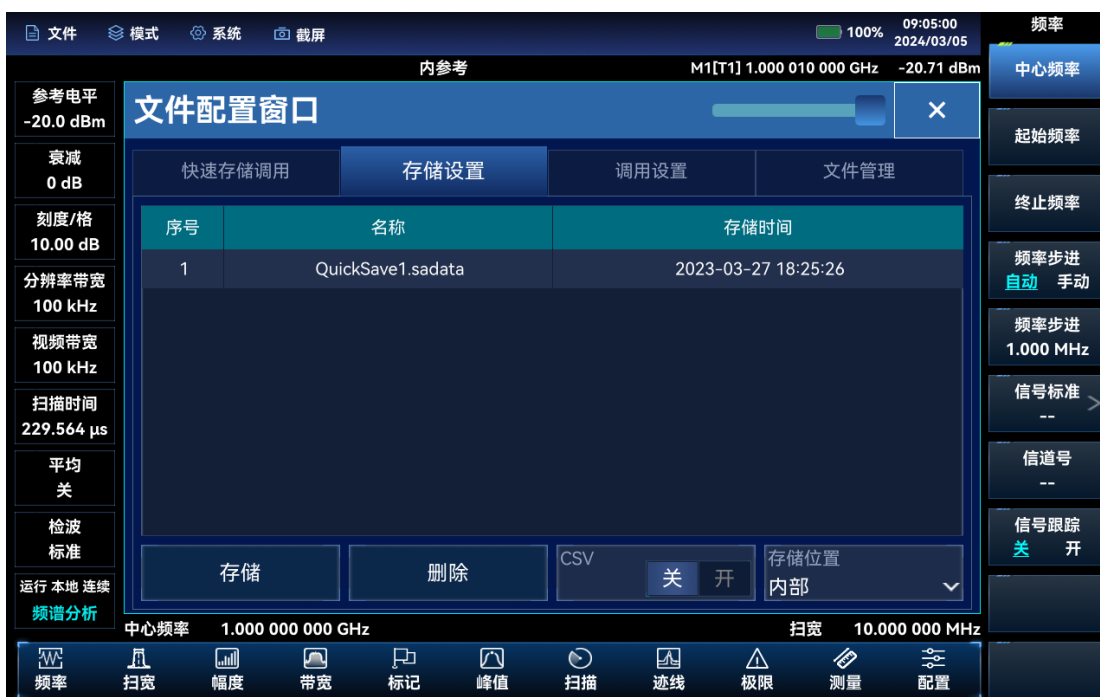 文件 模式 系统 截屏 100% 09:05:00 2024/03/05
内参考 M1[T1] 1.000 010 000 GHz -20.71 dBm
参考电平
-20.0 dBm
衰减
0 dB
刻度/格
10.00 dB
分辨率带宽
100 kHz
视频带宽
100 kHz
扫描时间
229.564 μs
平均
关
检波
标准
运行 本地 连续
频谱分析
文件配置窗口
快速存储调用 存储设置 调用设置 文件管理
序号 名称 存储时间
1 QuickSave1.sadata 2023-03-27 18:25:26
存储 删除
CSV
关 开
存储位置
内部
中心频率 1.000 000 000 GHz 扫宽 10.000 000 MHz
频率
中心频率
起始频率
终止频率
频率步进
自动 手动
频率步进
1.000 MHz
信号标准
--
信道号
--
信号跟踪
关 开
频率 扫宽 幅度 带宽 标记 峰值 扫描 迹线 极限 测量 配置